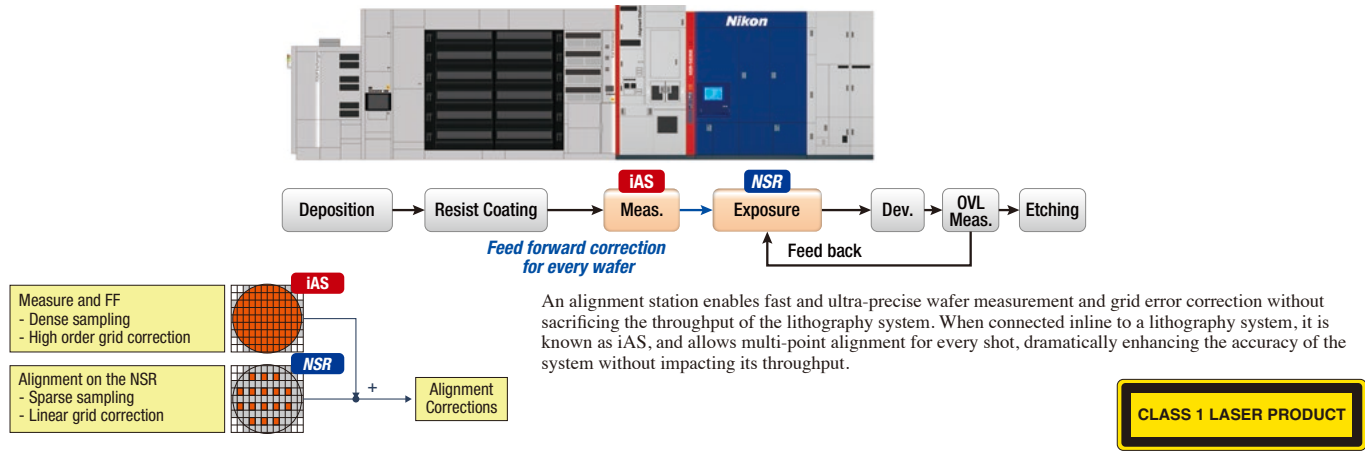 Nikon
iAS
NSR
Deposition
Resist Coating
Meas.
Exposure
Dev.
OVL
Meas.
Etching
Feed forward correction
for every wafer
Feed back
Measure and FF
- Dense sampling
- High order grid correction
iAS
Alignment on the NSR
- Sparse sampling
- Linear grid correction
NSR
+
Alignment
Corrections
An alignment station enables fast and ultra-precise wafer measurement and grid error correction without
sacrificing the throughput of the lithography system. When connected inline to a lithography system, it is
known as iAS, and allows multi-point alignment for every shot, dramatically enhancing the accuracy of the
system without impacting its throughput.
CLASS 1 LASER PRODUCT